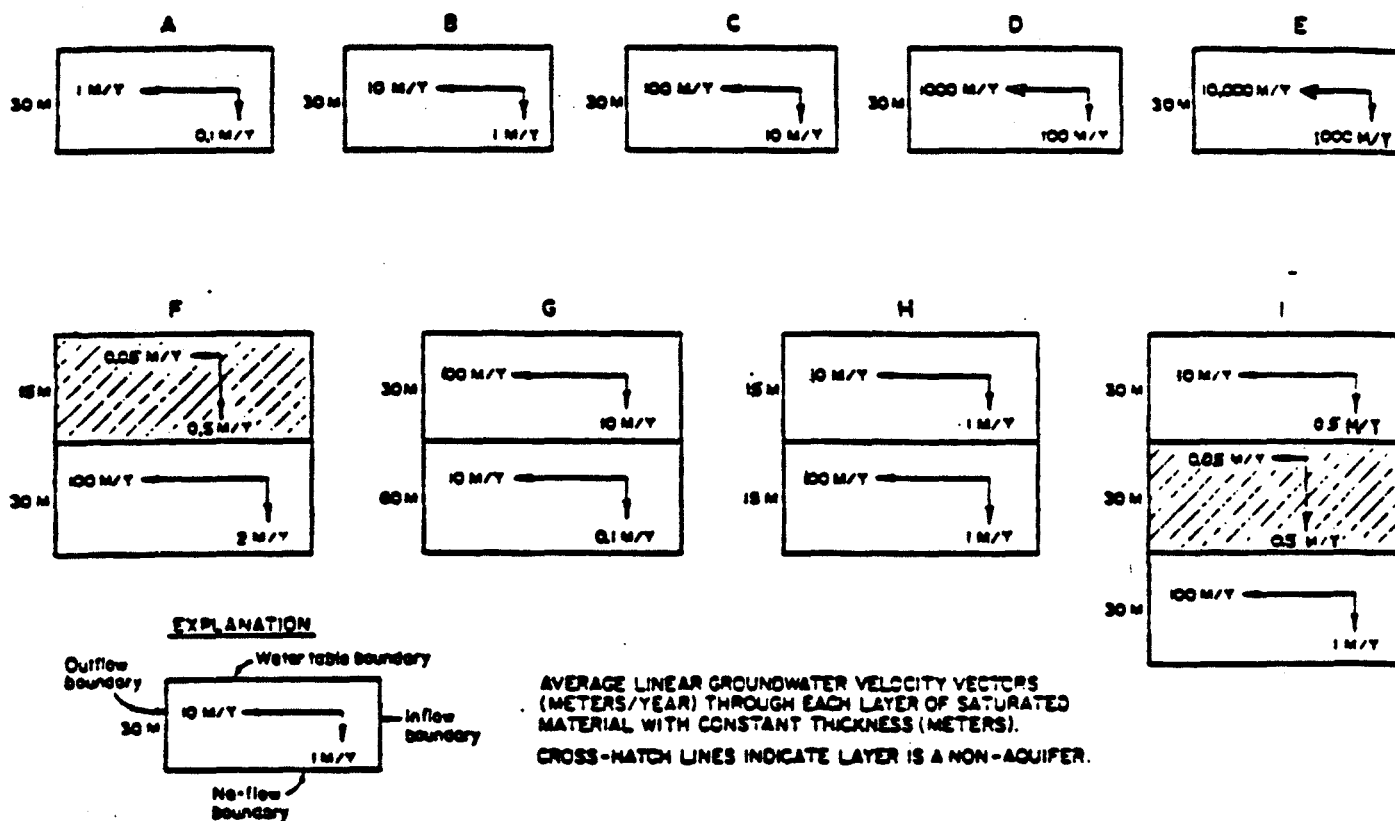 A B C D E
30 M 1 M/Y 0.1 M/Y
30 M 10 M/Y 1 M/Y
30 M 100 M/Y 10 M/Y
30 M 1000 M/Y 100 M/Y
30 M 10,000 M/Y 1000 M/Y
F G H I
15 M 0.05 M/Y 0.5 M/Y
30 M 100 M/Y 2 M/Y
30 M 100 M/Y 10 M/Y
60 M 10 M/Y 0.1 M/Y
15 M 10 M/Y 1 M/Y
15 M 100 M/Y 1 M/Y
30 M 10 M/Y 0.5 M/Y
30 M 0.05 M/Y 0.5 M/Y
30 M 100 M/Y 1 M/Y
EXPLANATION
Water table boundary
Outflow
boundary
30 M 10 M/Y 1 M/Y
Inflow
boundary
No-flow
boundary
AVERAGE LINEAR GROUNDWATER VELOCITY VECTORS
(METERS/YEAR) THROUGH EACH LAYER OF SATURATED
MATERIAL WITH CONSTANT THICKNESS (METERS).
CROSS-HATCH LINES INDICATE LAYER IS A NON-AQUIFER.